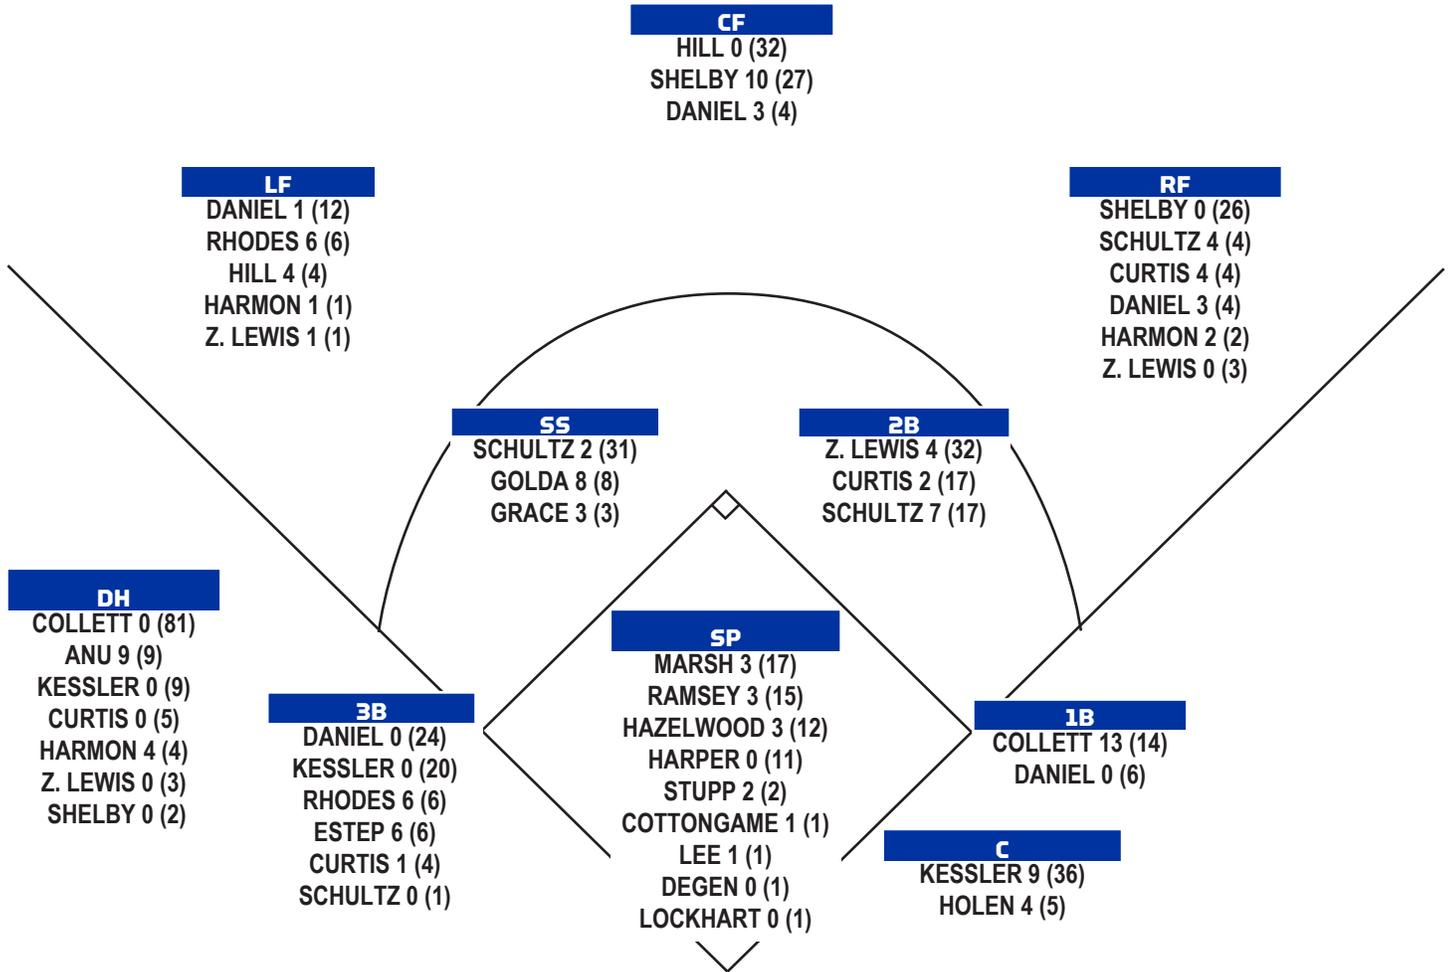 CF
HILL 0 (32)
SHELBY 10 (27)
DANIEL 3 (4)
LF
DANIEL 1 (12)
RHODES 6 (6)
HILL 4 (4)
HARMON 1 (1)
Z. LEWIS 1 (1)
RF
SHELBY 0 (26)
SCHULTZ 4 (4)
CURTIS 4 (4)
DANIEL 3 (4)
HARMON 2 (2)
Z. LEWIS 0 (3)
SS
SCHULTZ 2 (31)
GOLDA 8 (8)
GRACE 3 (3)
2B
Z. LEWIS 4 (32)
CURTIS 2 (17)
SCHULTZ 7 (17)
DH
COLLETT 0 (81)
ANU 9 (9)
KESSLER 0 (9)
CURTIS 0 (5)
HARMON 4 (4)
Z. LEWIS 0 (3)
SHELBY 0 (2)
3B
DANIEL 0 (24)
KESSLER 0 (20)
RHODES 6 (6)
ESTEP 6 (6)
CURTIS 1 (4)
SCHULTZ 0 (1)
SP
MARSH 3 (17)
RAMSEY 3 (15)
HAZELWOOD 3 (12)
HARPER 0 (11)
STUPP 2 (2)
COTTONGAME 1 (1)
LEE 1 (1)
DEGEN 0 (1)
LOCKHART 0 (1)
1B
COLLETT 13 (14)
DANIEL 0 (6)
C
KESSLER 9 (36)
HOLEN 4 (5)